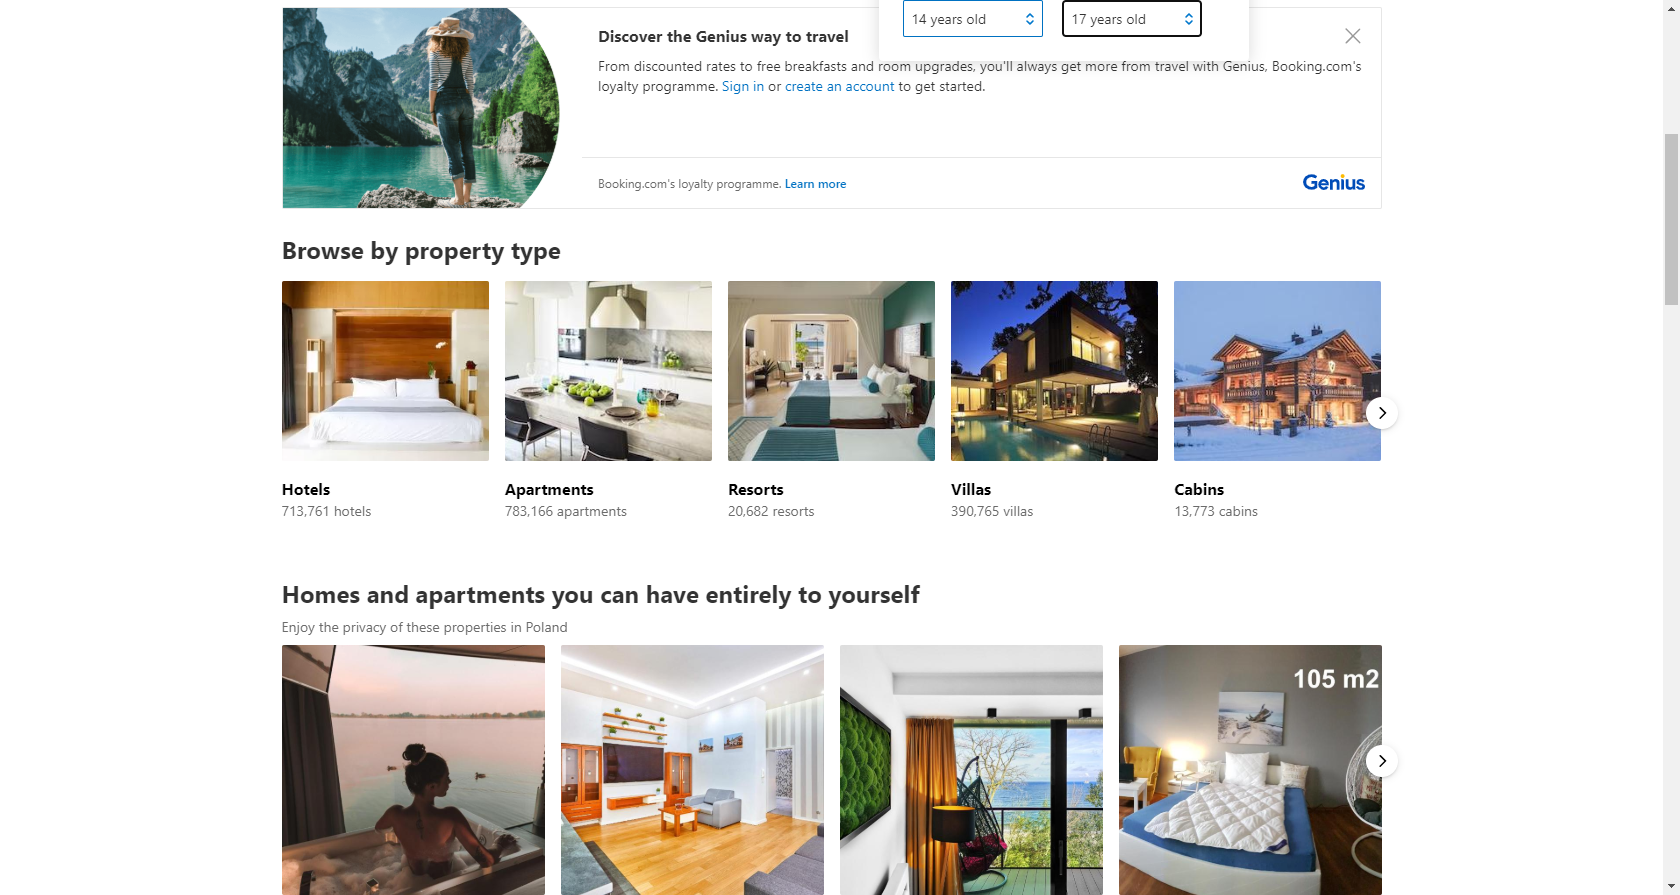 14 years old
17 years old
Discover the Genius way to travel
From discounted rates to free breakfasts and room upgrades, you'll always get more from travel with Genius, Booking.com's
loyalty programme. Sign in or create an account to get started.
Booking.com's loyalty programme. Learn more
Genius
Browse by property type
Hotels
713,761 hotels
Apartments
783,166 apartments
Resorts
20,682 resorts
Villas
390,765 villas
Cabins
13,773 cabins
Homes and apartments you can have entirely to yourself
Enjoy the privacy of these properties in Poland
105 m2